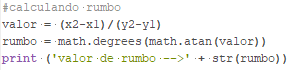 #calculando rumbo
valor = (x2-x1)/(y2-y1)
rumbo = math.degrees(math.atan(valor))
print ('valor de rumbo -->' + str(rumbo))